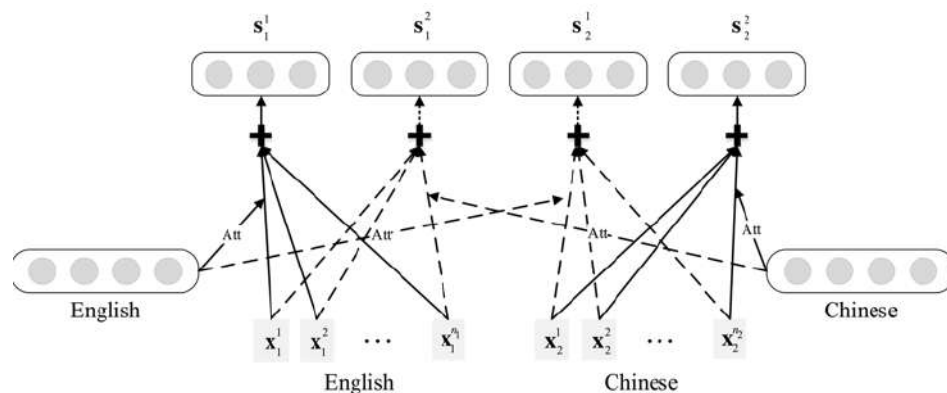 s₁¹ s₁² s₂¹ s₂²
Att Att Att Att
English Chinese
x₁¹ x₁² ⋯ x₁ⁿ¹ x₂¹ x₂² ⋯ x₂ⁿ²
English Chinese